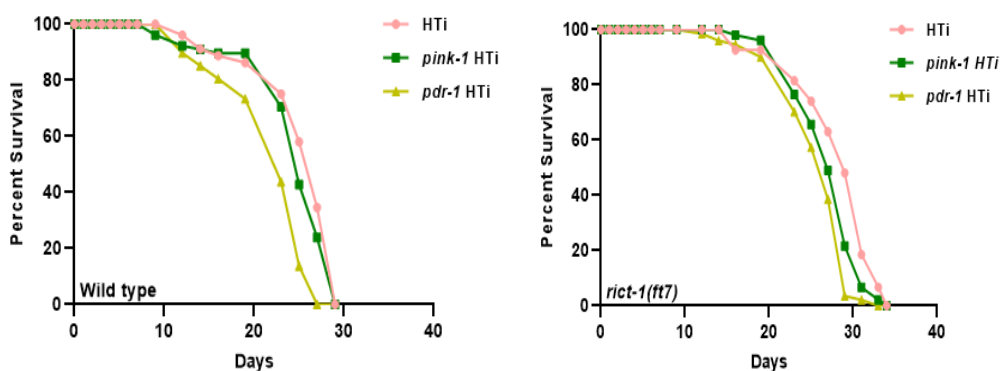 100
80
60
40
20
0
Percent Survival
Wild type
0 10 20 30 40
Days
HTi
pink-1 HTi
pdr-1 HTi
100
80
60
40
20
0
Percent Survival
rict-1(ft7)
0 10 20 30 40
Days
HTi
pink-1 HTi
pdr-1 HTi